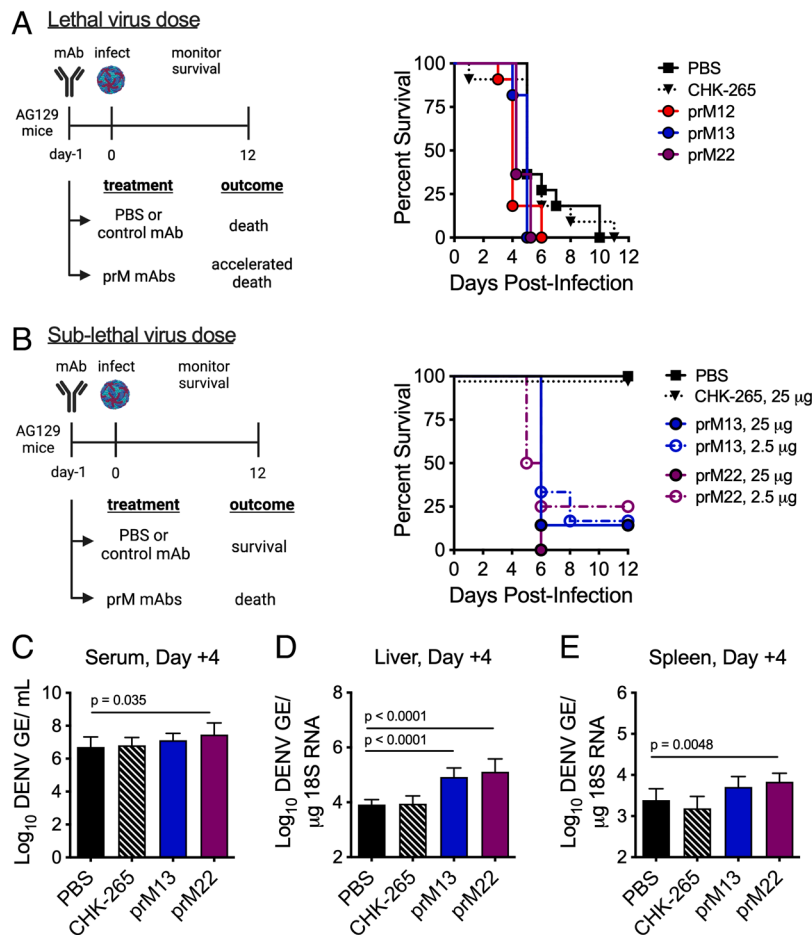 A
Lethal virus dose
mAb infect monitor
survival
AG129
mice
day-1 0 12
treatment outcome
PBS or
control mAb
death
prM mAbs
accelerated
death
Percent Survival
100
75
50
25
0
0 2 4 6 8 10 12
Days Post-Infection
PBS
CHK-265
prM12
prM13
prM22
B
Sub-lethal virus dose
mAb infect monitor
survival
AG129
mice
day-1 0 12
treatment outcome
PBS or
control mAb
survival
prM mAbs death
Percent Survival
100
75
50
25
0
0 2 4 6 8 10 12
Days Post-Infection
PBS
CHK-265, 25 μg
prM13, 25 μg
prM13, 2.5 μg
prM22, 25 μg
prM22, 2.5 μg
C
Serum, Day +4
Log10 DENV GE/ mL
10
8
6
4
2
0
p = 0.035
PBS
CHK-265
prM13
prM22
D
Liver, Day +4
Log10 DENV GE/
μg 18S RNA
8
6
4
2
p < 0.0001
p < 0.0001
PBS
CHK-265
prM13
prM22
E
Spleen, Day +4
Log10 DENV GE/
μg 18S RNA
6
5
4
3
2
p = 0.0048
PBS
CHK-265
prM13
prM22